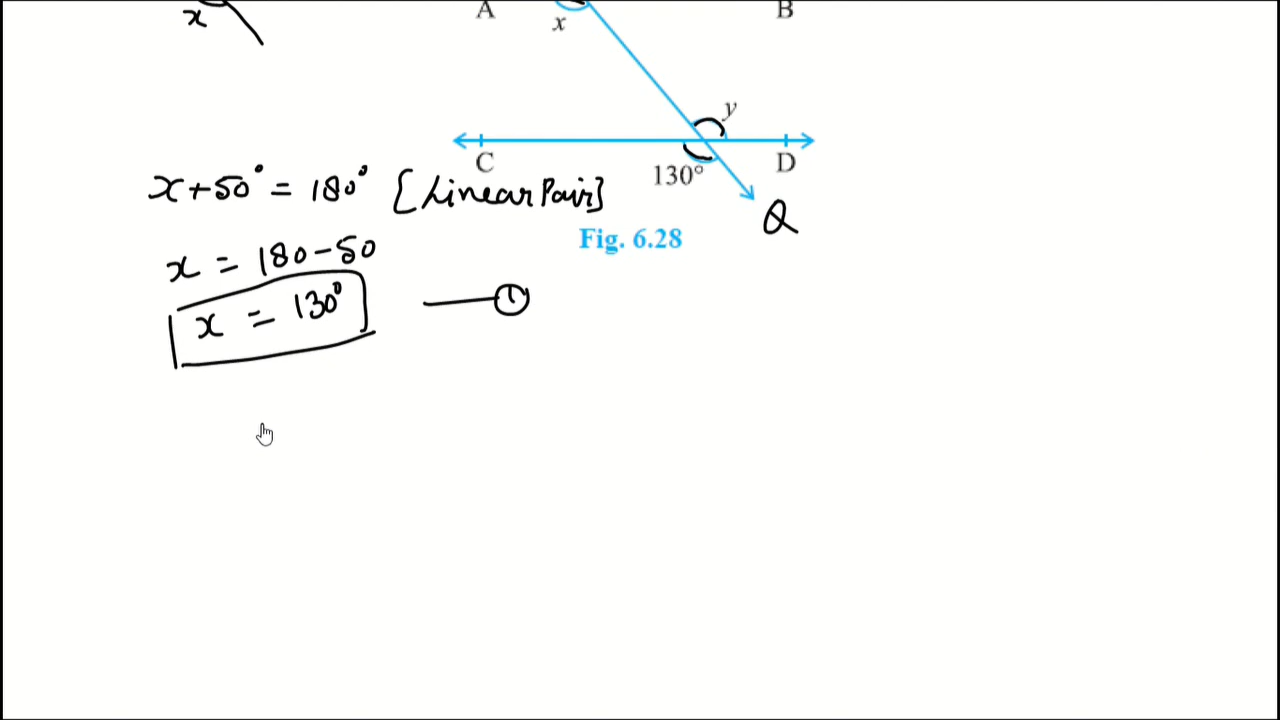 x
A
B
x
y
C
130°
D
Q
x+50° = 180° [Linear Pair]
Fig. 6.28
x = 180-50
x = 130°
1